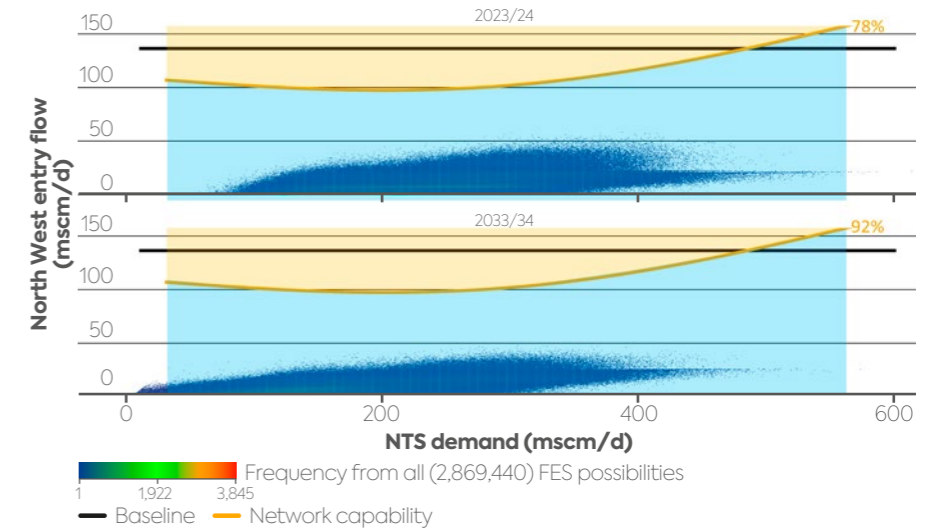 2023/24
150
78%
100
50
0
North West entry flow
(mscm/d)
2033/34
150
92%
100
50
0
0 200 400 600
NTS demand (mscm/d)
Frequency from all (2,869,440) FES possibilities
1 1,922 3,845
Baseline Network capability